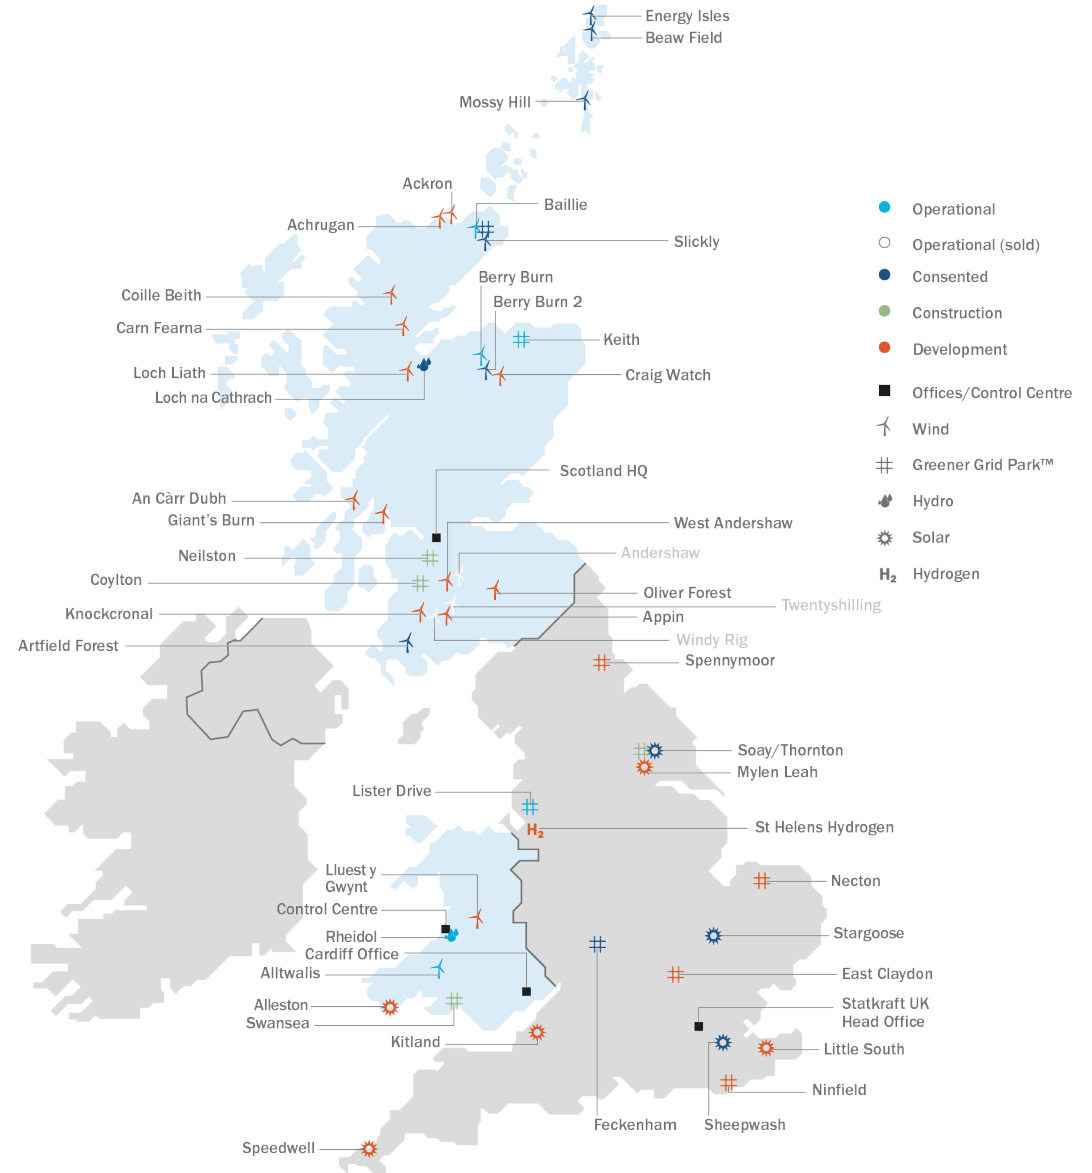 Energy Isles
Beaw Field
Mossy Hill
Ackron
Baillie
Achrugan
Slickly
Berry Burn
Coille Beith
Berry Burn 2
Carn Fearna
Keith
Loch Liath
Craig Watch
Loch na Cathrach
Scotland HQ
An Càrr Dubh
Giant's Burn
West Andershaw
Neilston
Andershaw
Coylton
Oliver Forest
Twentyshilling
Knockcronal
Appin
Artfield Forest
Windy Rig
Spennymoor
Soay/Thornton
Mylen Leah
Lister Drive
H₂
St Helens Hydrogen
Lluest y
Gwynt
Necton
Control Centre
Rheidol
Stargoose
Cardiff Office
Alltwalis
East Claydon
Alleston
Statkraft UK
Head Office
Swansea
Kitland
Little South
Ninfield
Feckenham
Sheepwash
Speedwell
Operational
Operational (sold)
Consented
Construction
Development
Offices/Control Centre
Wind
Greener Grid Park™
Hydro
Solar
H₂ Hydrogen